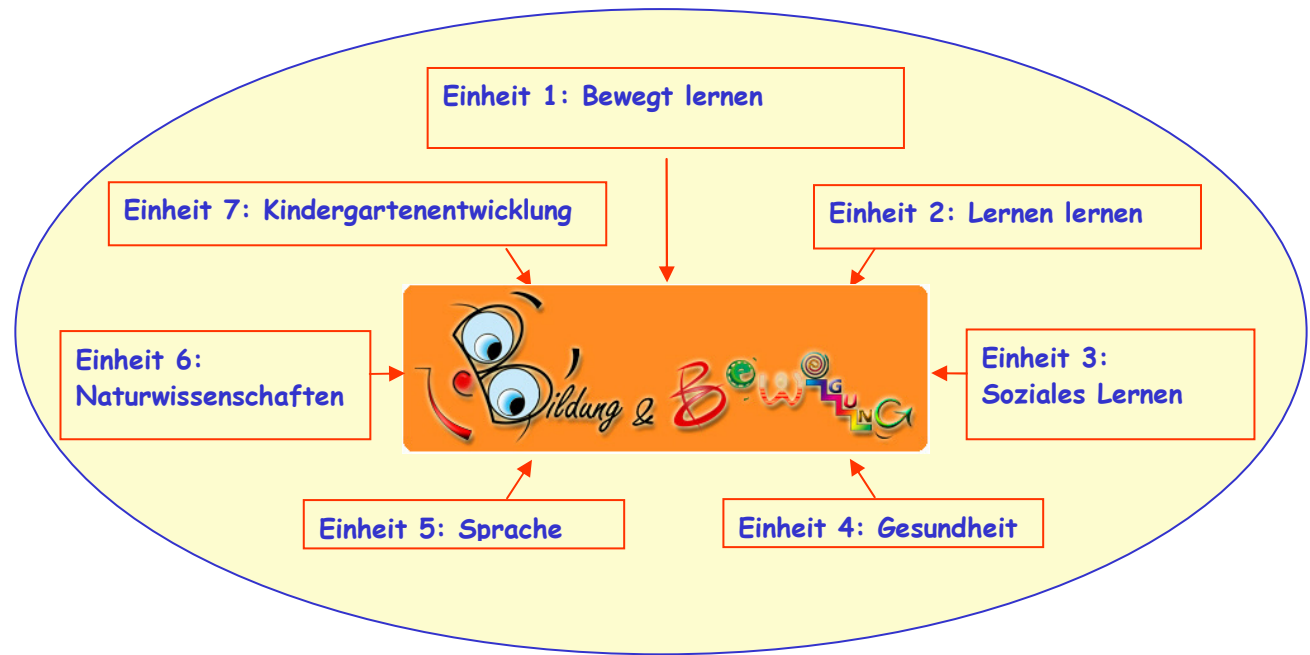 Einheit 1: Bewegt lernen
Einheit 7: Kindergartenentwicklung
Einheit 2: Lernen lernen
Einheit 6:
Naturwissenschaften
Bildung & BewegUNG
Einheit 3:
Soziales Lernen
Einheit 5: Sprache
Einheit 4: Gesundheit